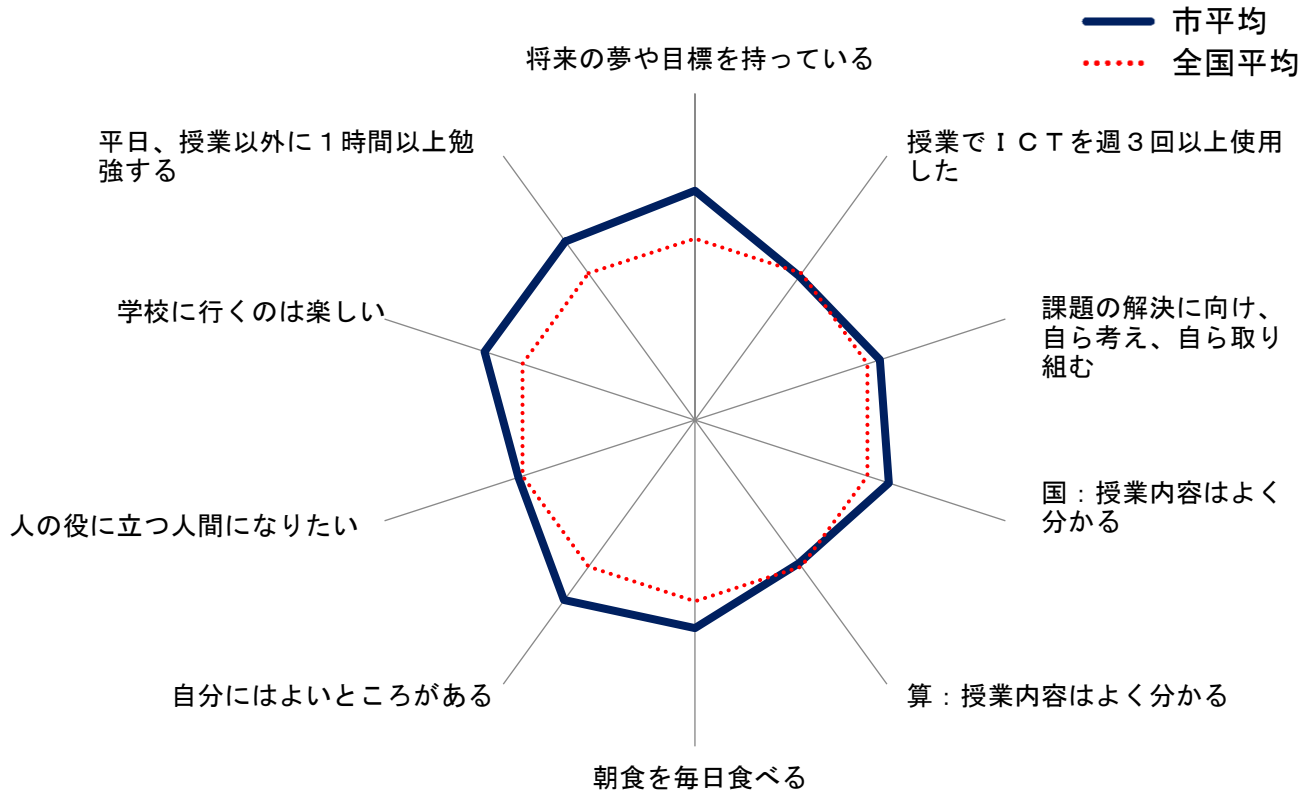 市平均
全国平均
将来の夢や目標を持っている
平日、授業以外に１時間以上勉
強する
授業でＩＣＴを週３回以上使用
した
学校に行くのは楽しい
課題の解決に向け、
自ら考え、自ら取り
組む
人の役に立つ人間になりたい
国：授業内容はよく
分かる
自分にはよいところがある
算：授業内容はよく分かる
朝食を毎日食べる